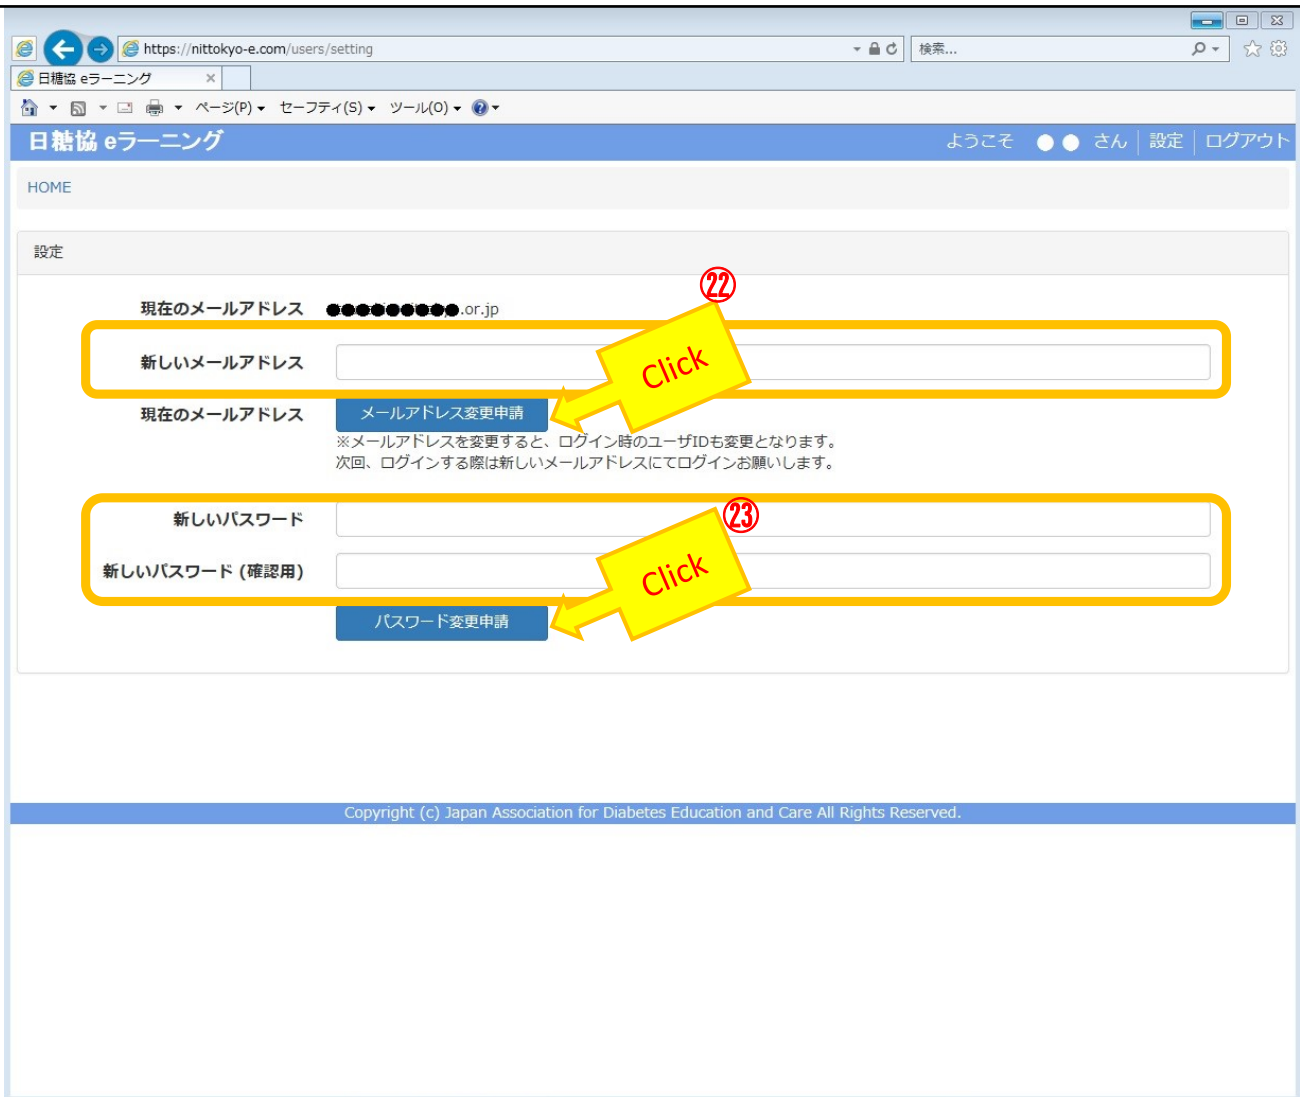 https://nittokyo-e.com/users/setting
検索...
日糖協 eラーニング
ページ(P) セーフティ(S) ツール(O)
日糖協 eラーニング
ようこそ ●● さん | 設定 | ログアウト
HOME
設定
㉒
現在のメールアドレス ●●●●●●●●●.or.jp
新しいメールアドレス
Click
現在のメールアドレス メールアドレス変更申請
※メールアドレスを変更すると、ログイン時のユーザIDも変更となります。
次回、ログインする際は新しいメールアドレスにてログインお願いします。
㉓
新しいパスワード
新しいパスワード (確認用)
Click
パスワード変更申請
Copyright (c) Japan Association for Diabetes Education and Care All Rights Reserved.